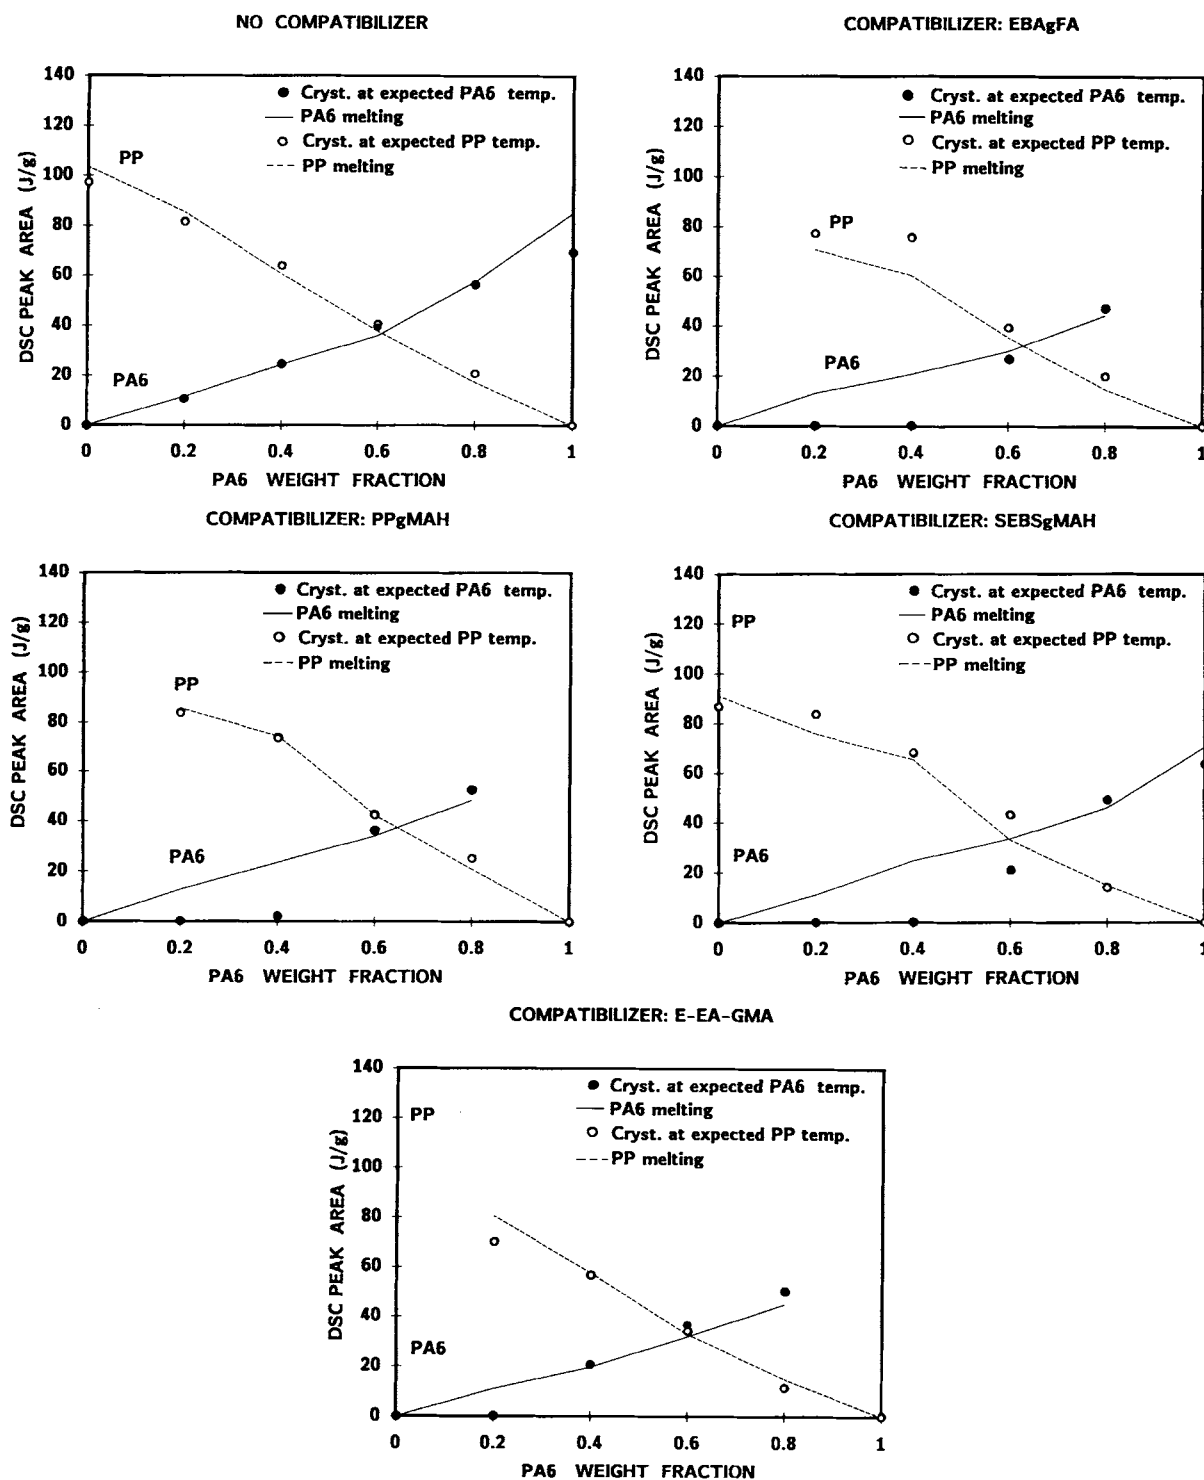 NO COMPATIBILIZER
140
120
100
80
60
40
20
0
DSC PEAK AREA (J/g)
● Cryst. at expected PA6 temp.
— PA6 melting
○ Cryst. at expected PP temp.
--- PP melting
PP
PA6
0 0.2 0.4 0.6 0.8 1
PA6 WEIGHT FRACTION
COMPATIBILIZER: EBAgFA
140
120
100
80
60
40
20
0
DSC PEAK AREA (J/g)
● Cryst. at expected PA6 temp.
— PA6 melting
○ Cryst. at expected PP temp.
--- PP melting
PP
PA6
0 0.2 0.4 0.6 0.8 1
PA6 WEIGHT FRACTION
COMPATIBILIZER: PPgMAH
140
120
100
80
60
40
20
0
DSC PEAK AREA (J/g)
● Cryst. at expected PA6 temp.
— PA6 melting
○ Cryst. at expected PP temp.
--- PP melting
PP
PA6
0 0.2 0.4 0.6 0.8 1
PA6 WEIGHT FRACTION
COMPATIBILIZER: SEBSgMAH
140
120
100
80
60
40
20
0
DSC PEAK AREA (J/g)
● Cryst. at expected PA6 temp.
— PA6 melting
○ Cryst. at expected PP temp.
--- PP melting
PP
PA6
0 0.2 0.4 0.6 0.8 1
PA6 WEIGHT FRACTION
COMPATIBILIZER: E-EA-GMA
140
120
100
80
60
40
20
0
DSC PEAK AREA (J/g)
● Cryst. at expected PA6 temp.
— PA6 melting
○ Cryst. at expected PP temp.
--- PP melting
PP
PA6
0 0.2 0.4 0.6 0.8 1
PA6 WEIGHT FRACTION